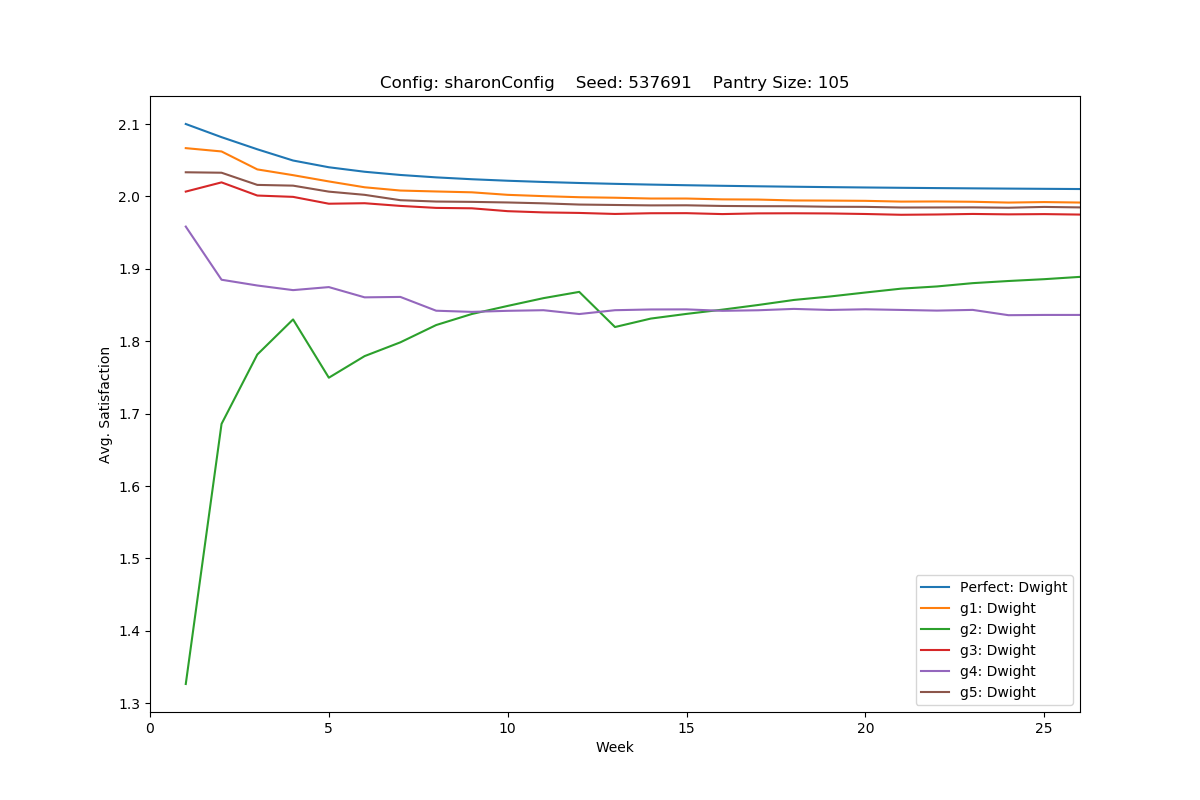 Config: sharonConfig    Seed: 537691    Pantry Size: 105
2.1
2.0
1.9
1.8
1.7
1.6
1.5
1.4
1.3
Avg. Satisfaction
0
5
10
15
20
25
Week
Perfect: Dwight
g1: Dwight
g2: Dwight
g3: Dwight
g4: Dwight
g5: Dwight